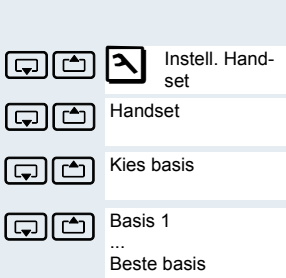 Instell. Hand-
set
Handset
Kies basis
Basis 1
...
Beste basis